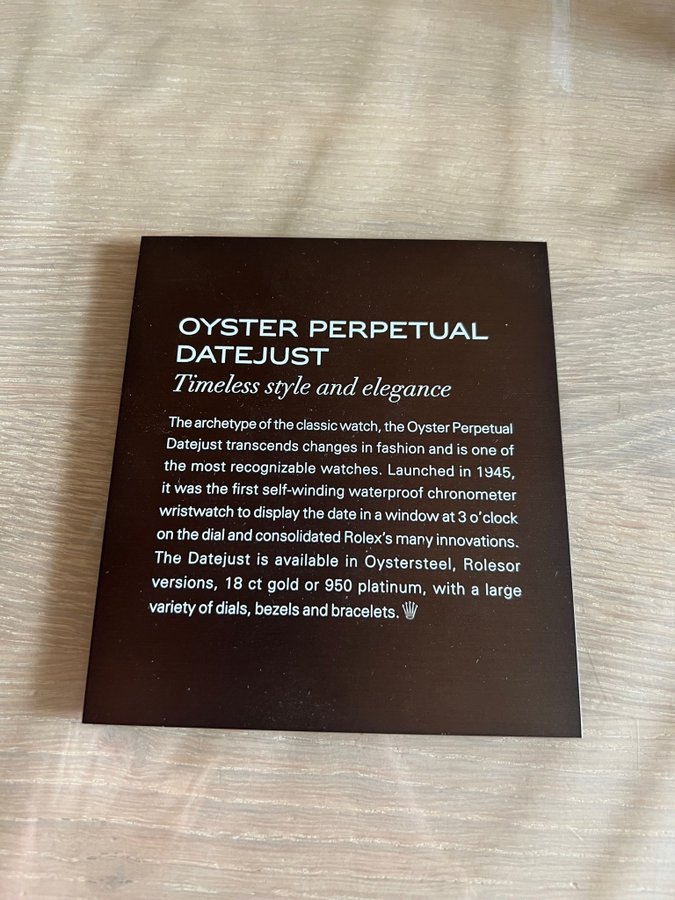 OYSTER PERPETUAL
DATEJUST
Timeless style and elegance
The archetype of the classic watch, the Oyster Perpetual
Datejust transcends changes in fashion and is one of
the most recognizable watches. Launched in 1945,
it was the first self-winding waterproof chronometer
wristwatch to display the date in a window at 3 o'clock
on the dial and consolidated Rolex's many innovations.
The Datejust is available in Oystersteel, Rolesor
versions, 18 ct gold or 950 platinum, with a large
variety of dials, bezels and bracelets.